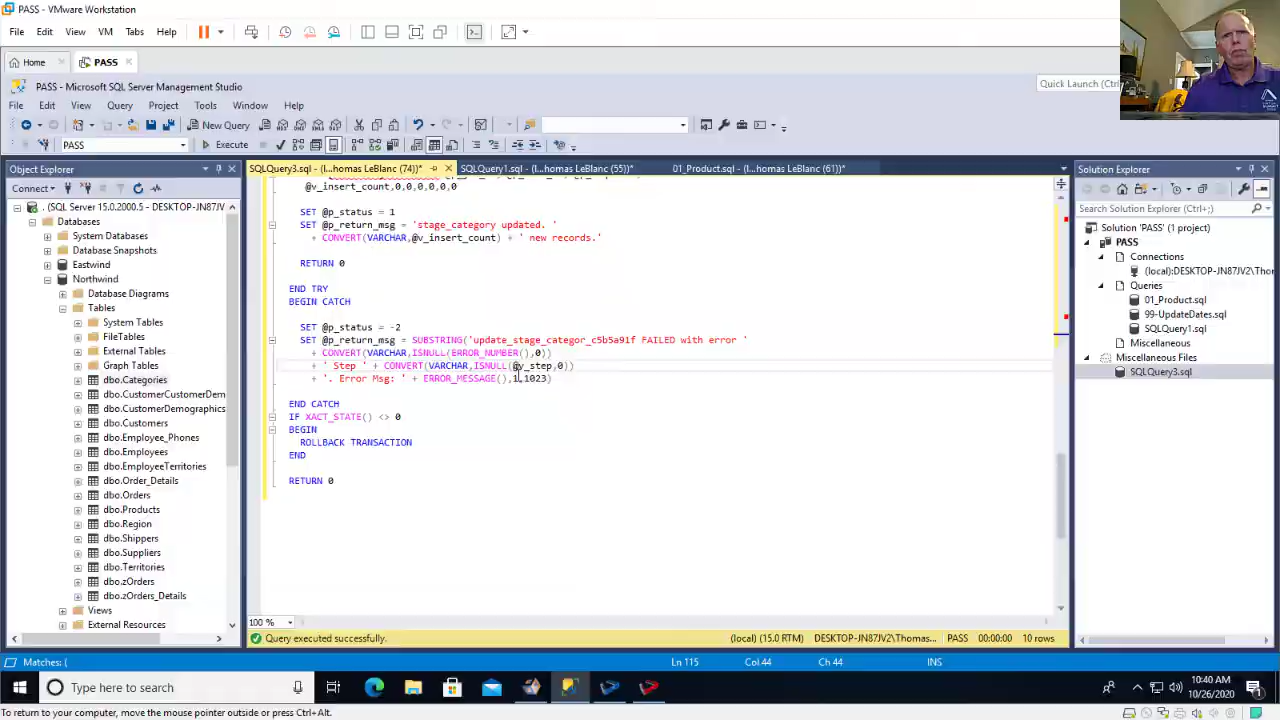 PASS - VMware Workstation
File Edit View VM Tabs Help
Home PASS
PASS - Microsoft SQL Server Management Studio
Quick Launch (Ctrl+
File Edit View Query Project Tools Window Help
New Query
PASS Execute
Object Explorer
SQLQuery3.sql - (l...homas LeBlanc (74))* SQLQuery1.sql - (l...homas LeBlanc (55))* 01_Product.sql - (l...homas LeBlanc (61))*
Solution Explorer
Connect
Search Solution Explorer (Ctrl+;)
. (SQL Server 15.0.2000.5 - DESKTOP-JN87JV
Databases
System Databases
Database Snapshots
Eastwind
Northwind
Database Diagrams
Tables
System Tables
FileTables
External Tables
Graph Tables
dbo.Categories
dbo.CustomerCustomerDem
dbo.CustomerDemographics
dbo.Customers
dbo.Employee_Phones
dbo.Employees
dbo.EmployeeTerritories
dbo.Order_Details
dbo.Orders
dbo.Products
dbo.Region
dbo.Shippers
dbo.Suppliers
dbo.Territories
dbo.zOrders
dbo.zOrders_Details
Views
External Resources
@v_insert_count,0,0,0,0,0,0
SET @p_status = 1
SET @p_return_msg = 'stage_category updated. '
+ CONVERT(VARCHAR,@v_insert_count) + ' new records.'
RETURN 0
END TRY
BEGIN CATCH
SET @p_status = -2
SET @p_return_msg = SUBSTRING('update_stage_categor_c5b5a91f FAILED with error '
+ CONVERT(VARCHAR,ISNULL(ERROR_NUMBER(),0))
+ ' Step ' + CONVERT(VARCHAR,ISNULL(@v_step,0))
+ '. Error Msg: ' + ERROR_MESSAGE(),1,1023)
END CATCH
IF XACT_STATE() <> 0
BEGIN
ROLLBACK TRANSACTION
END
RETURN 0
Solution 'PASS' (1 project)
PASS
Connections
(local):DESKTOP-JN87JV2\Tho
Queries
01_Product.sql
99-UpdateDates.sql
SQLQuery1.sql
Miscellaneous
Miscellaneous Files
SQLQuery3.sql
100 %
Query executed successfully. (local) (15.0 RTM) DESKTOP-JN87JV2\Thomas... PASS 00:00:00 10 rows
Matches: ( Ln 115 Col 44 Ch 44 INS
Type here to search
10:40 AM
10/26/2020
To return to your computer, move the mouse pointer outside or press Ctrl+Alt.